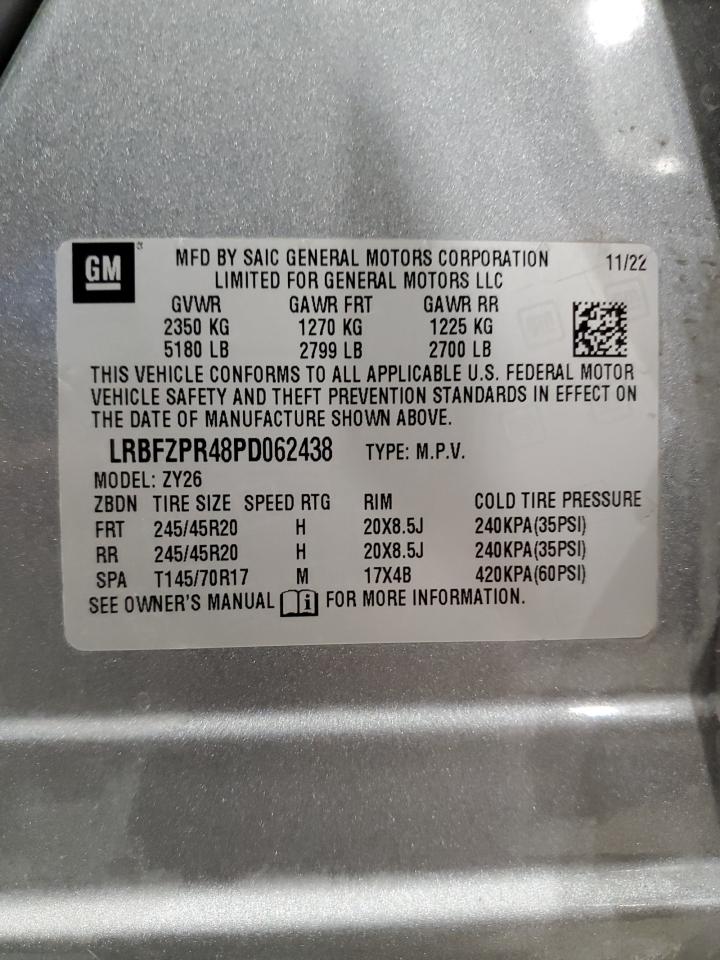 GM
MFD BY SAIC GENERAL MOTORS CORPORATION 11/22
LIMITED FOR GENERAL MOTORS LLC
GVWR GAWR FRT GAWR RR
2350 KG 1270 KG 1225 KG
5180 LB 2799 LB 2700 LB
THIS VEHICLE CONFORMS TO ALL APPLICABLE U.S. FEDERAL MOTOR
VEHICLE SAFETY AND THEFT PREVENTION STANDARDS IN EFFECT ON
THE DATE OF MANUFACTURE SHOWN ABOVE.
LRBFZPR48PD062438 TYPE: M.P.V.
MODEL: ZY26
ZBDN TIRE SIZE SPEED RTG RIM COLD TIRE PRESSURE
FRT 245/45R20 H 20X8.5J 240KPA(35PSI)
RR 245/45R20 H 20X8.5J 240KPA(35PSI)
SPA T145/70R17 M 17X4B 420KPA(60PSI)
SEE OWNER'S MANUAL i FOR MORE INFORMATION.